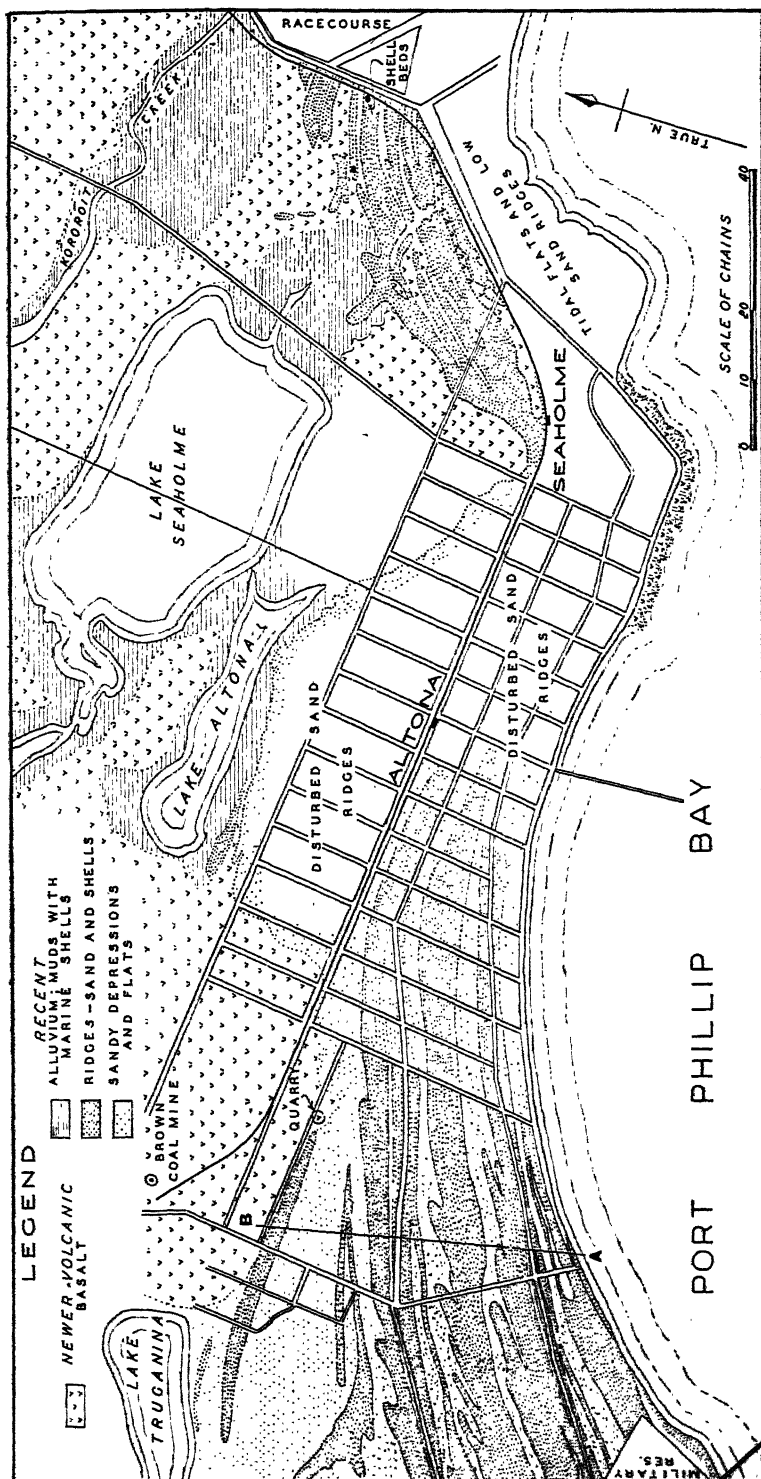 LEGEND
NEWER VOLCANIC
BASALT
RECENT
ALLUVIUM: MUDS WITH
MARINE SHELLS
RIDGES-SAND AND SHELLS
SANDY DEPRESSIONS
AND FLATS
LAKE
TRUGANINA
BROWN
COAL MINE
QUARRY
B
A
MILITARY
RES.
LAKE ALTONA
LAKE
SEAHOLME
KOROROIT
CREEK
RACECOURSE
SHELL
BEDS
DISTURBED SAND
RIDGES
ALTONA
DISTURBED SAND
RIDGES
SEAHOLME
TIDAL FLATS AND LOW
SAND RIDGES
TRUE N.
0 10 20 40
SCALE OF CHAINS
PORT PHILLIP BAY